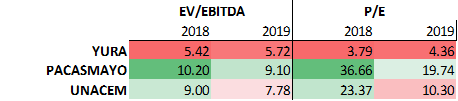 EV/EBITDA P/E
2018 2019 2018 2019
YURA 5.42 5.72 3.79 4.36
PACASMAYO 10.20 9.10 36.66 19.74
UNACEM 9.00 7.78 23.37 10.30